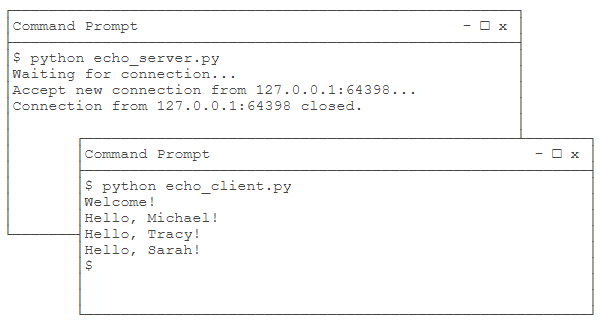 Command Prompt - □ x
$ python echo_server.py
Waiting for connection...
Accept new connection from 127.0.0.1:64398...
Connection from 127.0.0.1:64398 closed.
Command Prompt - □ x
$ python echo_client.py
Welcome!
Hello, Michael!
Hello, Tracy!
Hello, Sarah!
$